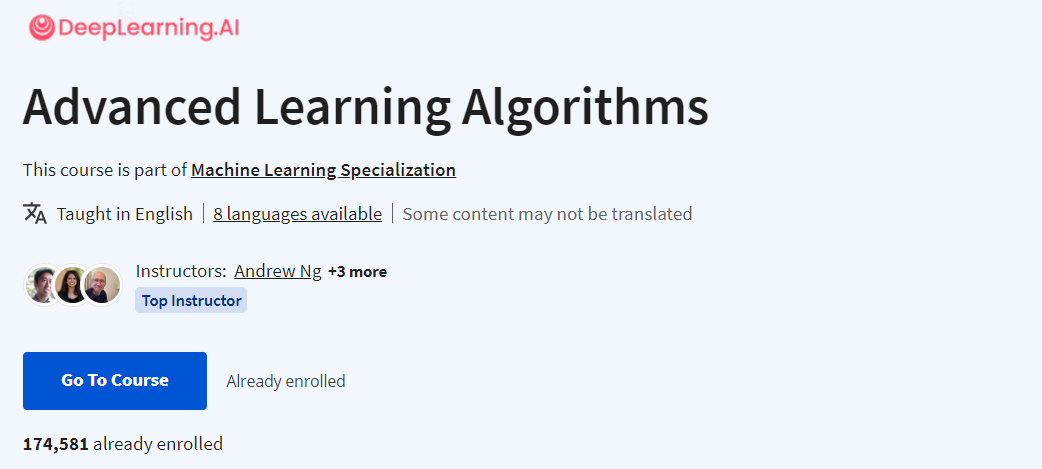 DeepLearning.AI
Advanced Learning Algorithms
This course is part of Machine Learning Specialization
Taught in English | 8 languages available | Some content may not be translated
Instructors: Andrew Ng +3 more
Top Instructor
Go To Course Already enrolled
174,581 already enrolled